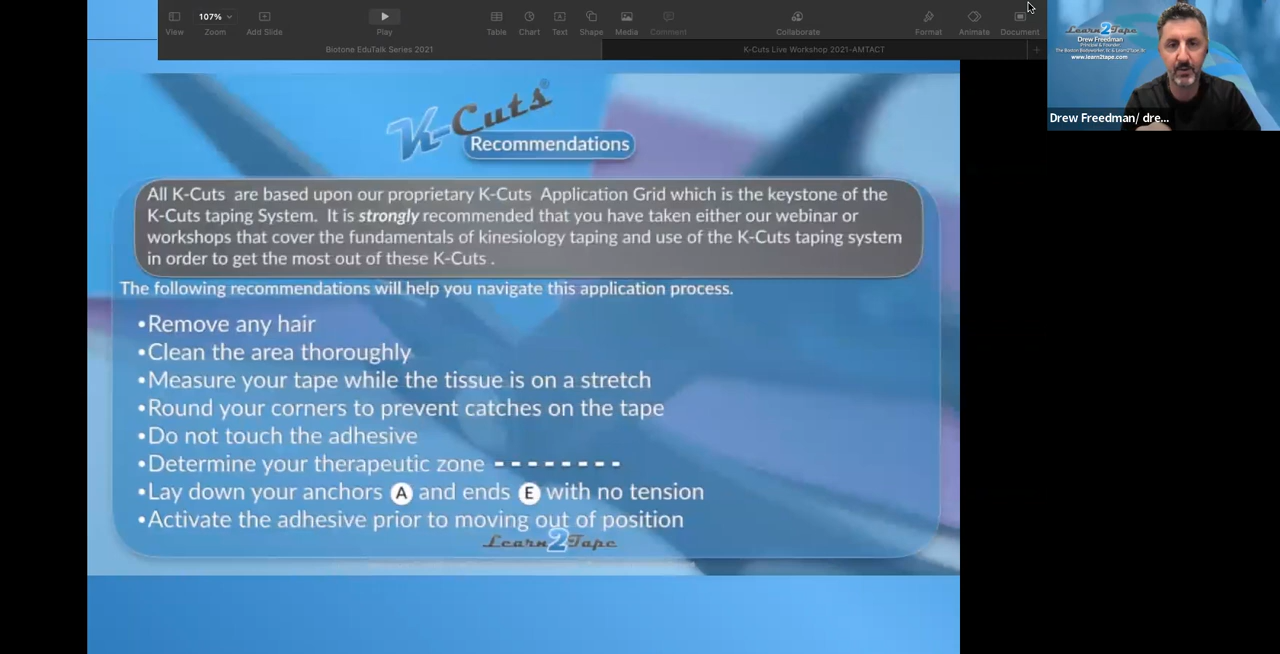 107%
View
Zoom
Add Slide
Play
Table
Chart
Text
Shape
Media
Comment
Collaborate
Format
Animate
Document
Biotone EduTalk Series 2021
K-Cuts Live Workshop 2021-AMTACT
Learn2Tape
Drew Freedman
Principal & Founder
www.learn2tape.com
Drew Freedman/ dre...
K-Cuts®
Recommendations
All K-Cuts are based upon our proprietary K-Cuts Application Grid which is the keystone of the
K-Cuts taping System. It is strongly recommended that you have taken either our webinar or
workshops that cover the fundamentals of kinesiology taping and use of the K-Cuts taping system
in order to get the most out of these K-Cuts .
The following recommendations will help you navigate this application process.
•Remove any hair
•Clean the area thoroughly
•Measure your tape while the tissue is on a stretch
•Round your corners to prevent catches on the tape
•Do not touch the adhesive
•Determine your therapeutic zone --------
•Lay down your anchors A and ends E with no tension
•Activate the adhesive prior to moving out of position
Learn2Tape